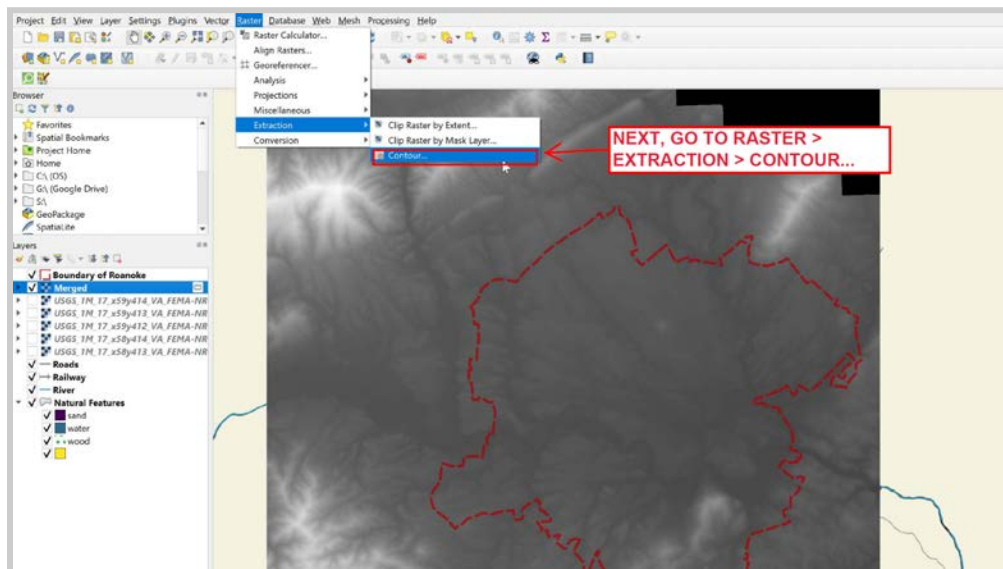 Project Edit View Layer Settings Plugins Vector Raster Database Web Mesh Processing Help
Raster Calculator...
Align Rasters...
Georeferencer...
Analysis
Projections
Miscellaneous
Extraction
Conversion
Clip Raster by Extent...
Clip Raster by Mask Layer...
Contour...
NEXT, GO TO RASTER >
EXTRACTION > CONTOUR...
Browser
Favorites
Spatial Bookmarks
Project Home
Home
C:\ (OS)
G:\ (Google Drive)
S:\
GeoPackage
SpatiaLite
Layers
Boundary of Roanoke
Merged
USGS_1M_17_x59y414_VA_FEMA-NR
USGS_1M_17_x59y413_VA_FEMA-NR
USGS_1M_17_x59y412_VA_FEMA-NR
USGS_1M_17_x58y414_VA_FEMA-NR
USGS_1M_17_x58y413_VA_FEMA-NR
Roads
Railway
River
Natural Features
sand
water
wood